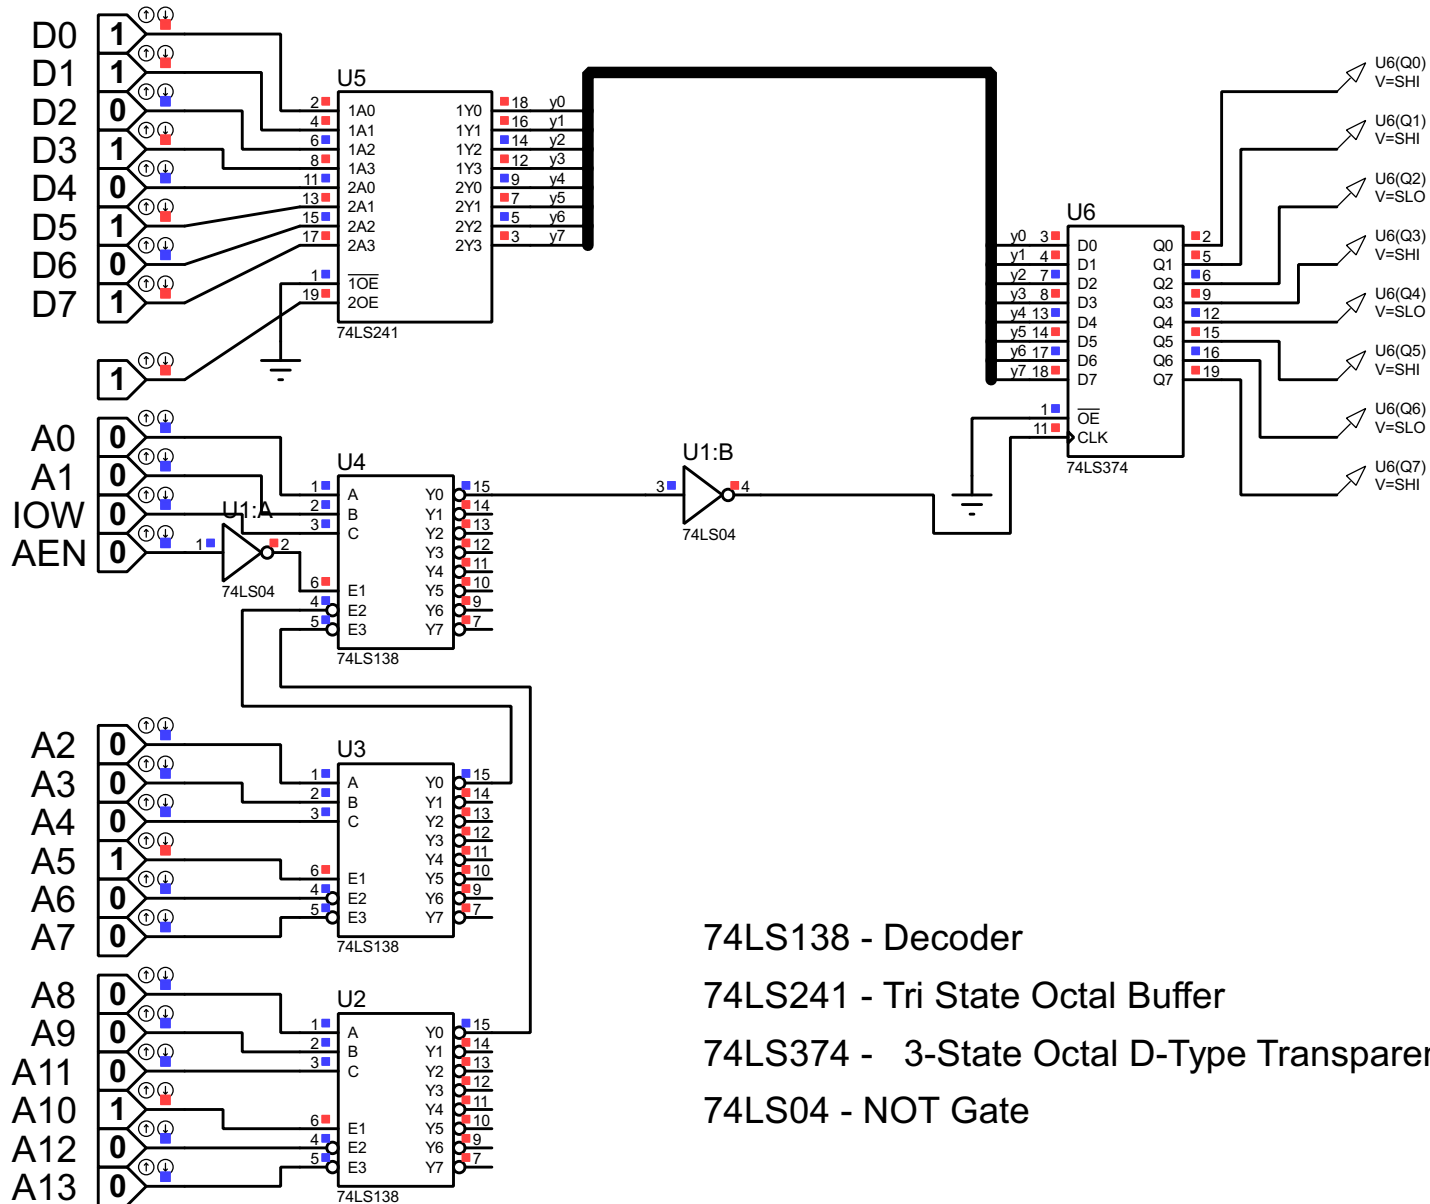 D0 1
D1 1
D2 0
D3 1
D4 0
D5 1
D6 0
D7 1
1
U5
2 1A0 1Y0 18 y0
4 1A1 1Y1 16 y1
6 1A2 1Y2 14 y2
8 1A3 1Y3 12 y3
11 2A0 2Y0 9 y4
13 2A1 2Y1 7 y5
15 2A2 2Y2 5 y6
17 2A3 2Y3 3 y7
1 1OE
19 2OE
74LS241
U6
y0 3 D0 Q0 2
y1 4 D1 Q1 5
y2 7 D2 Q2 6
y3 8 D3 Q3 9
y4 13 D4 Q4 12
y5 14 D5 Q5 15
y6 17 D6 Q6 16
y7 18 D7 Q7 19
1 OE
11 CLK
74LS374
U6(Q0)
V=SHI
U6(Q1)
V=SHI
U6(Q2)
V=SLO
U6(Q3)
V=SHI
U6(Q4)
V=SLO
U6(Q5)
V=SHI
U6(Q6)
V=SLO
U6(Q7)
V=SHI
A0 0
A1 0
IOW 0
AEN 0
U1:A
1 2
74LS04
U4
1 A Y0 15
2 B Y1 14
3 C Y2 13
Y3 12
Y4 11
6 E1 Y5 10
4 E2 Y6 9
5 E3 Y7 7
74LS138
U1:B
3 4
74LS04
A2 0
A3 0
A4 0
A5 1
A6 0
A7 0
U3
1 A Y0 15
2 B Y1 14
3 C Y2 13
Y3 12
Y4 11
6 E1 Y5 10
4 E2 Y6 9
5 E3 Y7 7
74LS138
A8 0
A9 0
A11 0
A10 1
A12 0
A13 0
U2
1 A Y0 15
2 B Y1 14
3 C Y2 13
Y3 12
Y4 11
6 E1 Y5 10
4 E2 Y6 9
5 E3 Y7 7
74LS138
74LS138 - Decoder
74LS241 - Tri State Octal Buffer
74LS374 - 3-State Octal D-Type
74LS04 - NOT Gate